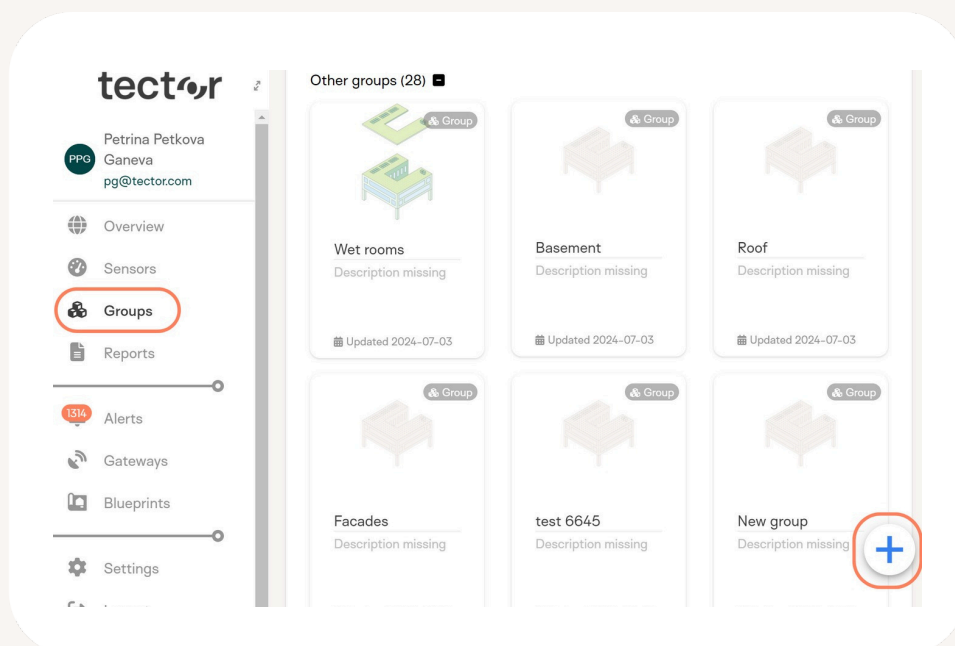 tector
Petrina Petkova
PPG
Ganeva
pg@tector.com
Overview
Sensors
Groups
Reports
1314
Alerts
Gateways
Blueprints
Settings
Other groups (28)
Group
Wet rooms
Description missing
Updated 2024-07-03
Group
Basement
Description missing
Updated 2024-07-03
Group
Roof
Description missing
Updated 2024-07-03
Group
Facades
Description missing
Group
test 6645
Description missing
Group
New group
Description missing
+